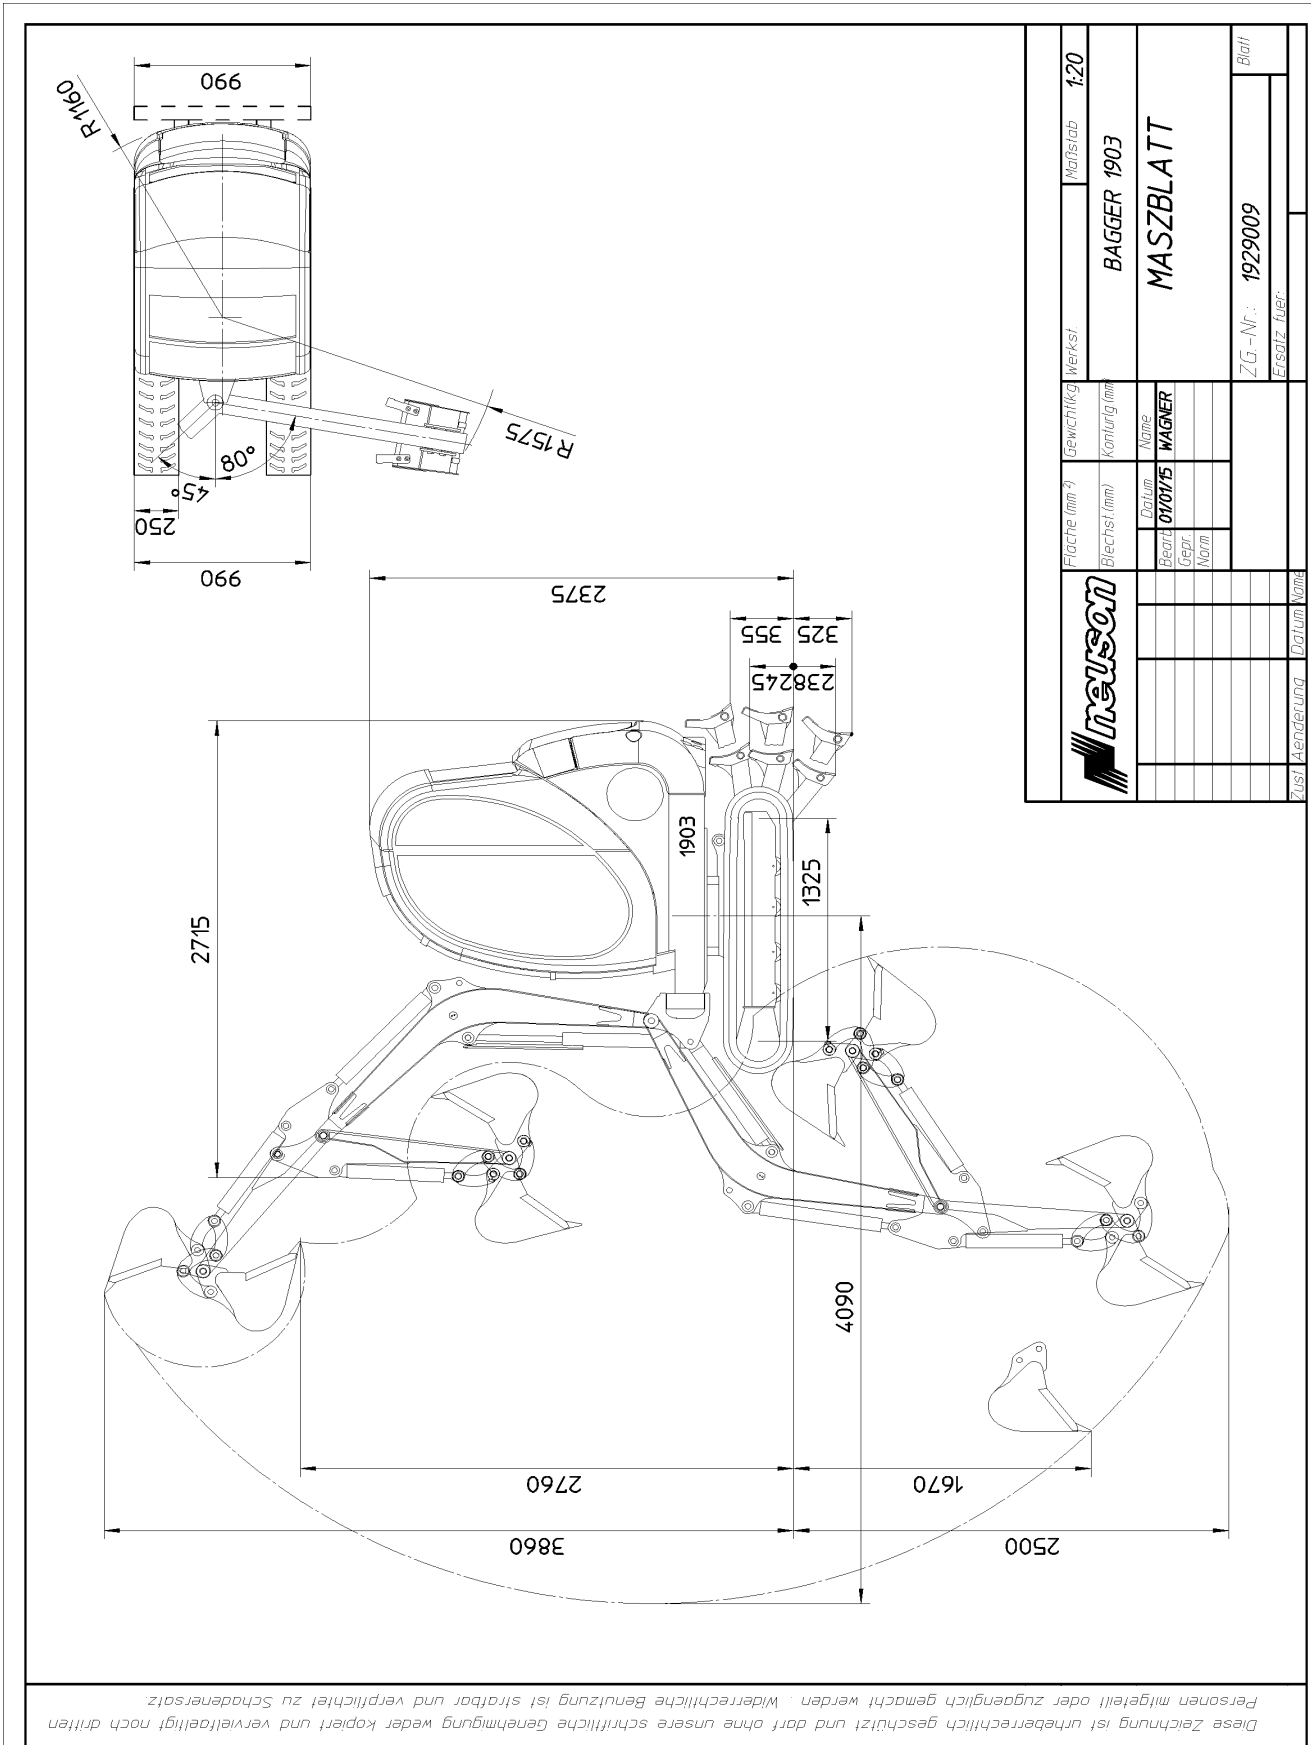 990
R1160
R1575
80°
45°
250
990
2375
355
325
245
238
2715
1903
1325
4090
2760
1670
3860
2500
Maßstab 1:20
Werkst.
Gewicht(kg)
Fläche (mm²)
Blechst.(mm)
Konturlg.(mm)
BAGGER 1903
MASZBLATT
Datum Name
Bearb. 01/01/15 WAGNER
Gepr.
Norm
ZG.-Nr.: 1929009
Blatt
Ersatz fuer:
neuson
Zust. Aenderung Datum Name
Diese Zeichnung ist urheberrechtlich geschützt und darf ohne unsere schriftliche Genehmigung weder kopiert und vervielfaeltigt noch dritten
Personen mitgeteilt oder zugaenglich gemacht werden . Widerrechtliche Benutzung ist strafbar und verpflichtet zu Schadenersatz